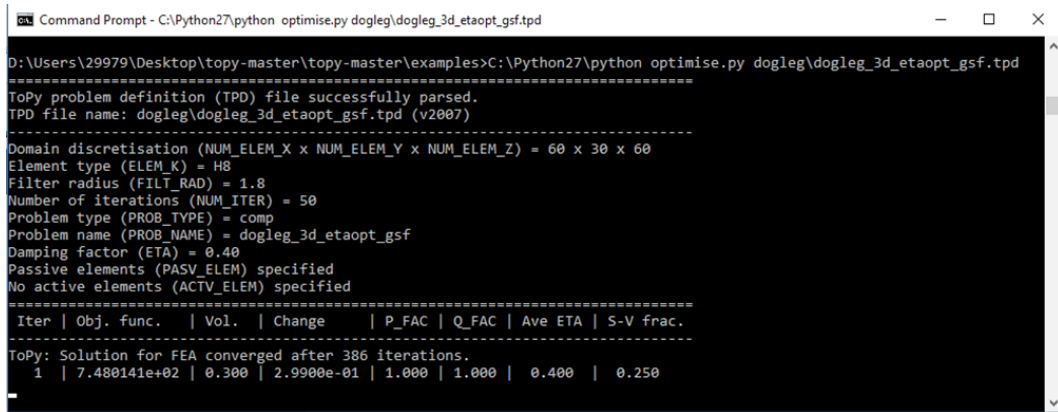 Command Prompt - C:\Python27\python optimise.py dogleg\dogleg_3d_etaopt_gsf.tpd
D:\Users\29979\Desktop\topy-master\topy-master\examples>C:\Python27\python optimise.py dogleg\dogleg_3d_etaopt_gsf.tpd
===============================================================================
ToPy problem definition (TPD) file successfully parsed.
TPD file name: dogleg\dogleg_3d_etaopt_gsf.tpd (v2007)
-------------------------------------------------------------------------------
Domain discretisation (NUM_ELEM_X x NUM_ELEM_Y x NUM_ELEM_Z) = 60 x 30 x 60
Element type (ELEM_K) = H8
Filter radius (FILT_RAD) = 1.8
Number of iterations (NUM_ITER) = 50
Problem type (PROB_TYPE) = comp
Problem name (PROB_NAME) = dogleg_3d_etaopt_gsf
Damping factor (ETA) = 0.40
Passive elements (PASV_ELEM) specified
No active elements (ACTV_ELEM) specified
===============================================================================
Iter | Obj. func. | Vol. | Change | P_FAC | Q_FAC | Ave ETA | S-V frac.
-------------------------------------------------------------------------------
ToPy: Solution for FEA converged after 386 iterations.
1 | 7.480141e+02 | 0.300 | 2.9900e-01 | 1.000 | 1.000 | 0.400 | 0.250